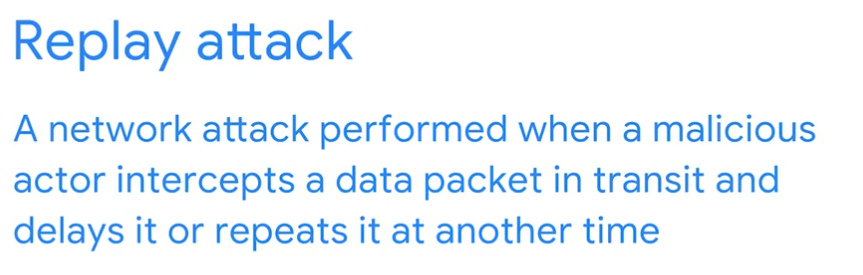 Replay attack
A network attack performed when a malicious
actor intercepts a data packet in transit and
delays it or repeats it at another time